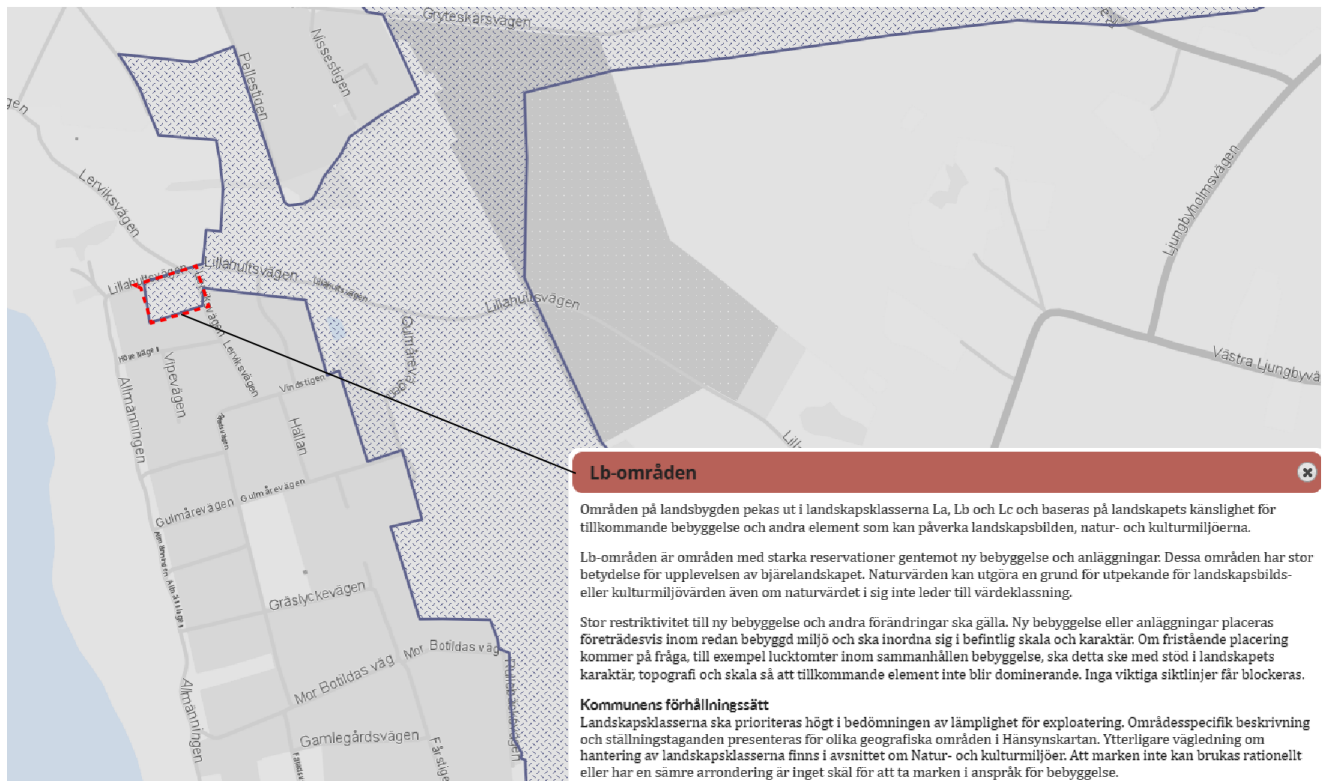 Gryteskärsvägen
Nissestigen
Pellestigen
Lerviksvägen
Ljungbyholmsvägen
Lillahultsvägen
Lillahultsvägen
Lillahultsvägen
Västra Ljungbyvä
Vipevägen
Lerviksvägen
Vindstigen
Hällan
Allmänningen
Gulmårevägen
Gulmårevägen
Gräslyckevägen
Mor Botildas väg
Mor Botildas väg
Gamlegårdsvägen
Allmänningen
Fårstige
Lb-områden
Områden på landsbygden pekas ut i landskapsklasserna La, Lb och Lc och baseras på landskapets känslighet för
tillkommande bebyggelse och andra element som kan påverka landskapsbilden, natur- och kulturmiljöerna.
Lb-områden är områden med starka reservationer gentemot ny bebyggelse och anläggningar. Dessa områden har stor
betydelse för upplevelsen av bjärelandskapet. Naturvärden kan utgöra en grund för utpekande för landskapsbilds-
eller kulturmiljövärden även om naturvärdet i sig inte leder till värdeklassning.
Stor restriktivitet till ny bebyggelse och andra förändringar ska gälla. Ny bebyggelse eller anläggningar placeras
företrädesvis inom redan bebyggd miljö och ska inordna sig i befintlig skala och karaktär. Om fristående placering
kommer på fråga, till exempel lucktomter inom sammanhållen bebyggelse, ska detta ske med stöd i landskapets
karaktär, topografi och skala så att tillkommande element inte blir dominerande. Inga viktiga siktlinjer får blockeras.
Kommunens förhållningssätt
Landskapsklasserna ska prioriteras högt i bedömningen av lämplighet för exploatering. Områdesspecifik beskrivning
och ställningstaganden presenteras för olika geografiska områden i Hänsynskartan. Ytterligare vägledning om
hantering av landskapsklasserna finns i avsnittet om Natur- och kulturmiljöer. Att marken inte kan brukas rationellt
eller har en sämre arrondering är inget skäl för att ta marken i anspråk för bebyggelse.